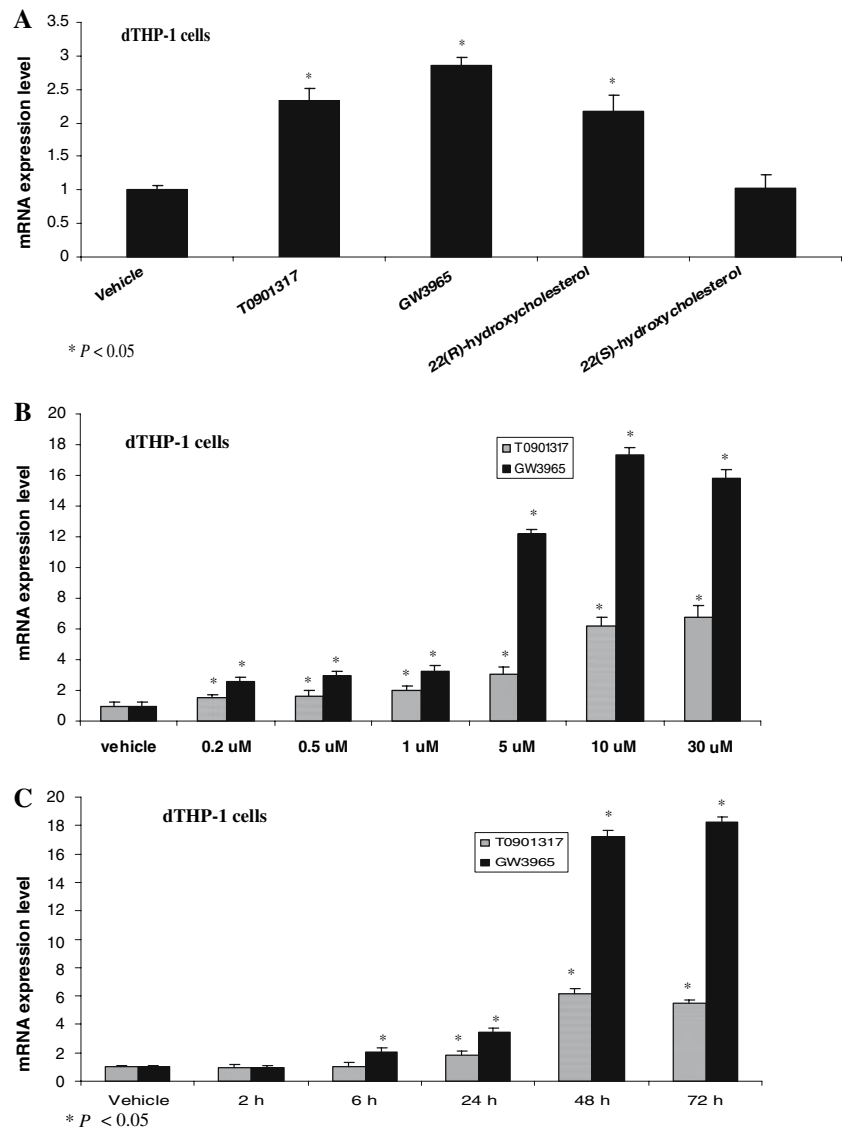 A
dTHP-1 cells
mRNA expression level
3.5
3
2.5
2
1.5
1
0.5
0
*
*
*
Vehicle
T0901317
GW3965
22(R)-hydroxycholesterol
22(S)-hydroxycholesterol
* P < 0.05
B
dTHP-1 cells
T0901317
GW3965
mRNA expression level
20
18
16
14
12
10
8
6
4
2
0
* * * * * * * * * * * *
vehicle 0.2 uM 0.5 uM 1 uM 5 uM 10 uM 30 uM
C
dTHP-1 cells
T0901317
GW3965
mRNA expression level
20
18
16
14
12
10
8
6
4
2
0
* * * * * * *
Vehicle 2 h 6 h 24 h 48 h 72 h
* P < 0.05